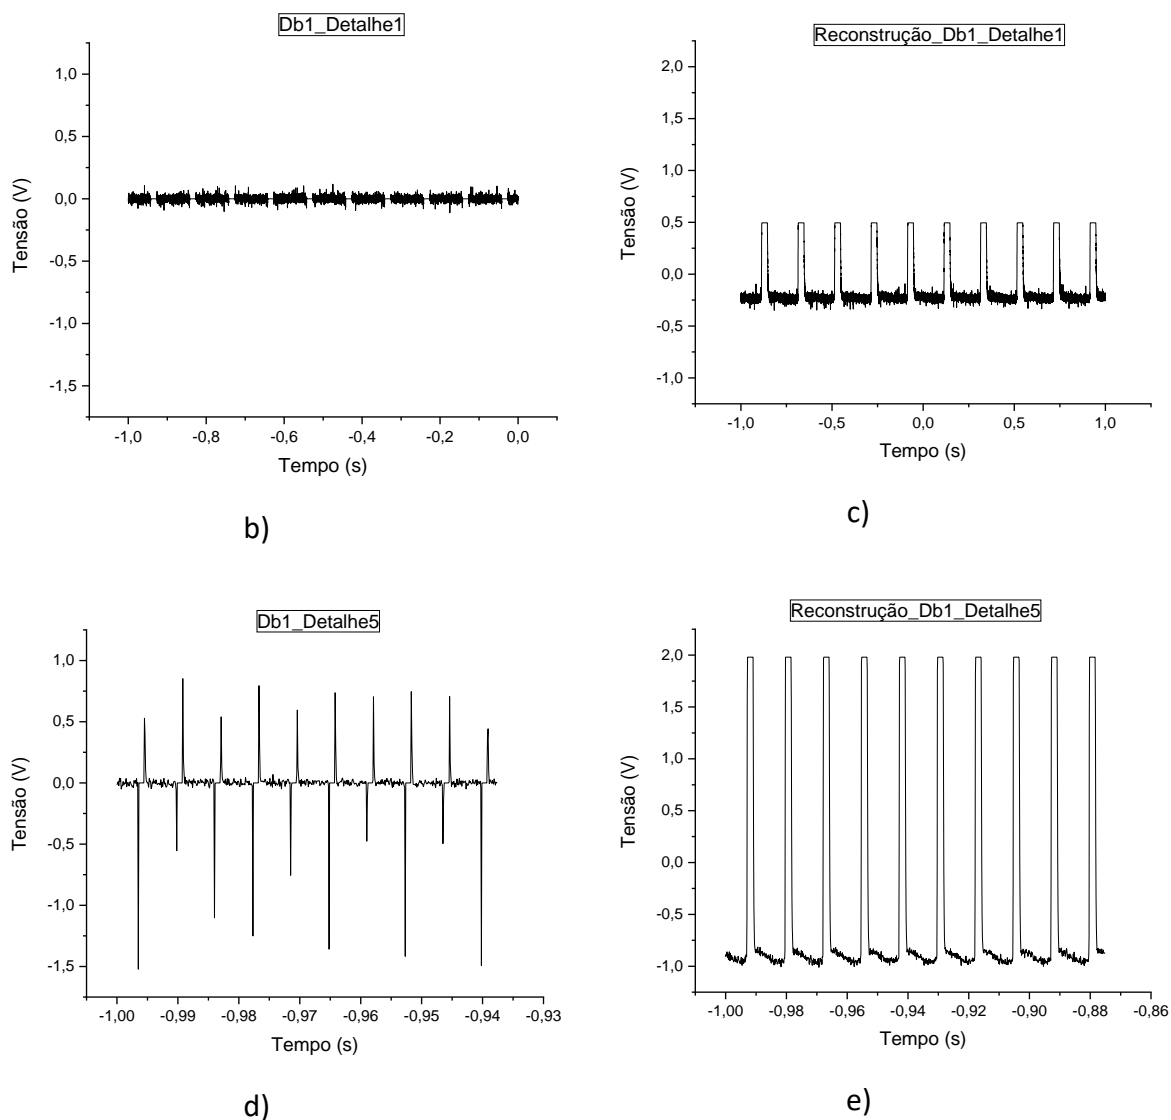 Db1_Detalhe1
1,0
0,5
0,0
-0,5
-1,0
-1,5
Tensão (V)
-1,0 -0,8 -0,6 -0,4 -0,2 0,0
Tempo (s)
b)
Reconstrução_Db1_Detalhe1
2,0
1,5
1,0
0,5
0,0
-0,5
-1,0
Tensão (V)
-1,0 -0,5 0,0 0,5 1,0
Tempo (s)
c)
Db1_Detalhe5
1,0
0,5
0,0
-0,5
-1,0
-1,5
Tensão (V)
-1,00 -0,99 -0,98 -0,97 -0,96 -0,95 -0,94 -0,93
Tempo (s)
d)
Reconstrução_Db1_Detalhe5
2,0
1,5
1,0
0,5
0,0
-0,5
-1,0
Tensão (V)
-1,00 -0,98 -0,96 -0,94 -0,92 -0,90 -0,88 -0,86
Tempo (s)
e)